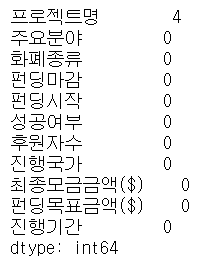 프로젝트명 4
주요분야 0
화폐종류 0
펀딩마감 0
펀딩시작 0
성공여부 0
후원자수 0
진행국가 0
최종모금금액($) 0
펀딩목표금액($) 0
진행기간 0
dtype: int64